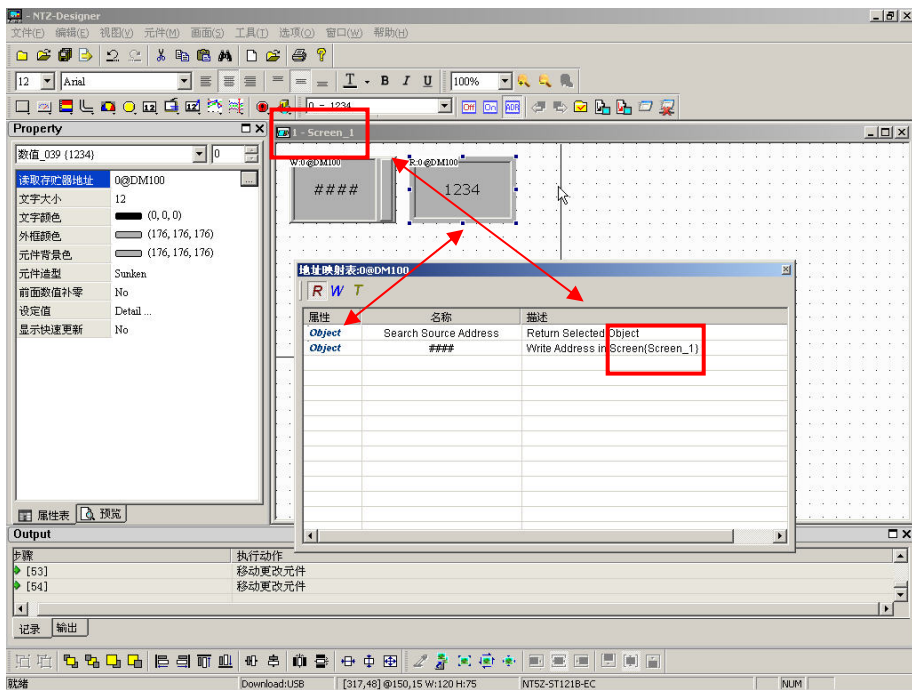 - NTZ-Designer
文件(F) 编辑(E) 视图(V) 元件(M) 画面(S) 工具(T) 选项(O) 窗口(W) 帮助(H)
12 Arial 100%
0 = 1234
Property
数值_039 {1234} 0
读取存贮器地址 0@DM100 ...
文字大小 12
文字颜色 (0, 0, 0)
外框颜色 (176, 176, 176)
元件背景色 (176, 176, 176)
元件造型 Sunken
前面数值补零 No
设定值 Detail ...
显示快速更新 No
属性表 预览
1 - Screen_1
W:0@DM100 R:0@DM100
#### 1234
地址映射表:0@DM100
R W T
属性 名称 描述
Object Search Source Address Return Selected Object
Object #### Write Address in Screen{Screen_1}
Output
步骤 执行动作
[53] 移动更改元件
[54] 移动更改元件
记录 输出
就绪 Download:USB [317,48] @150,15 W:120 H:75 NT5Z-ST121B-EC NUM